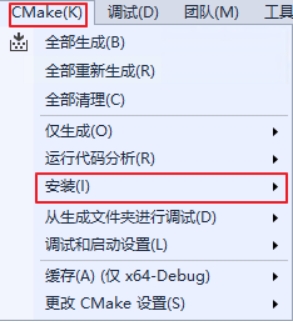 CMake(K) 调试(D) 团队(M) 工具
全部生成(B)
全部重新生成(R)
全部清理(C)
仅生成(O)
运行代码分析(R)
安装(I)
从生成文件夹进行调试(D)
调试和启动设置(L)
缓存(A) (仅 x64-Debug)
更改 CMake 设置(S)